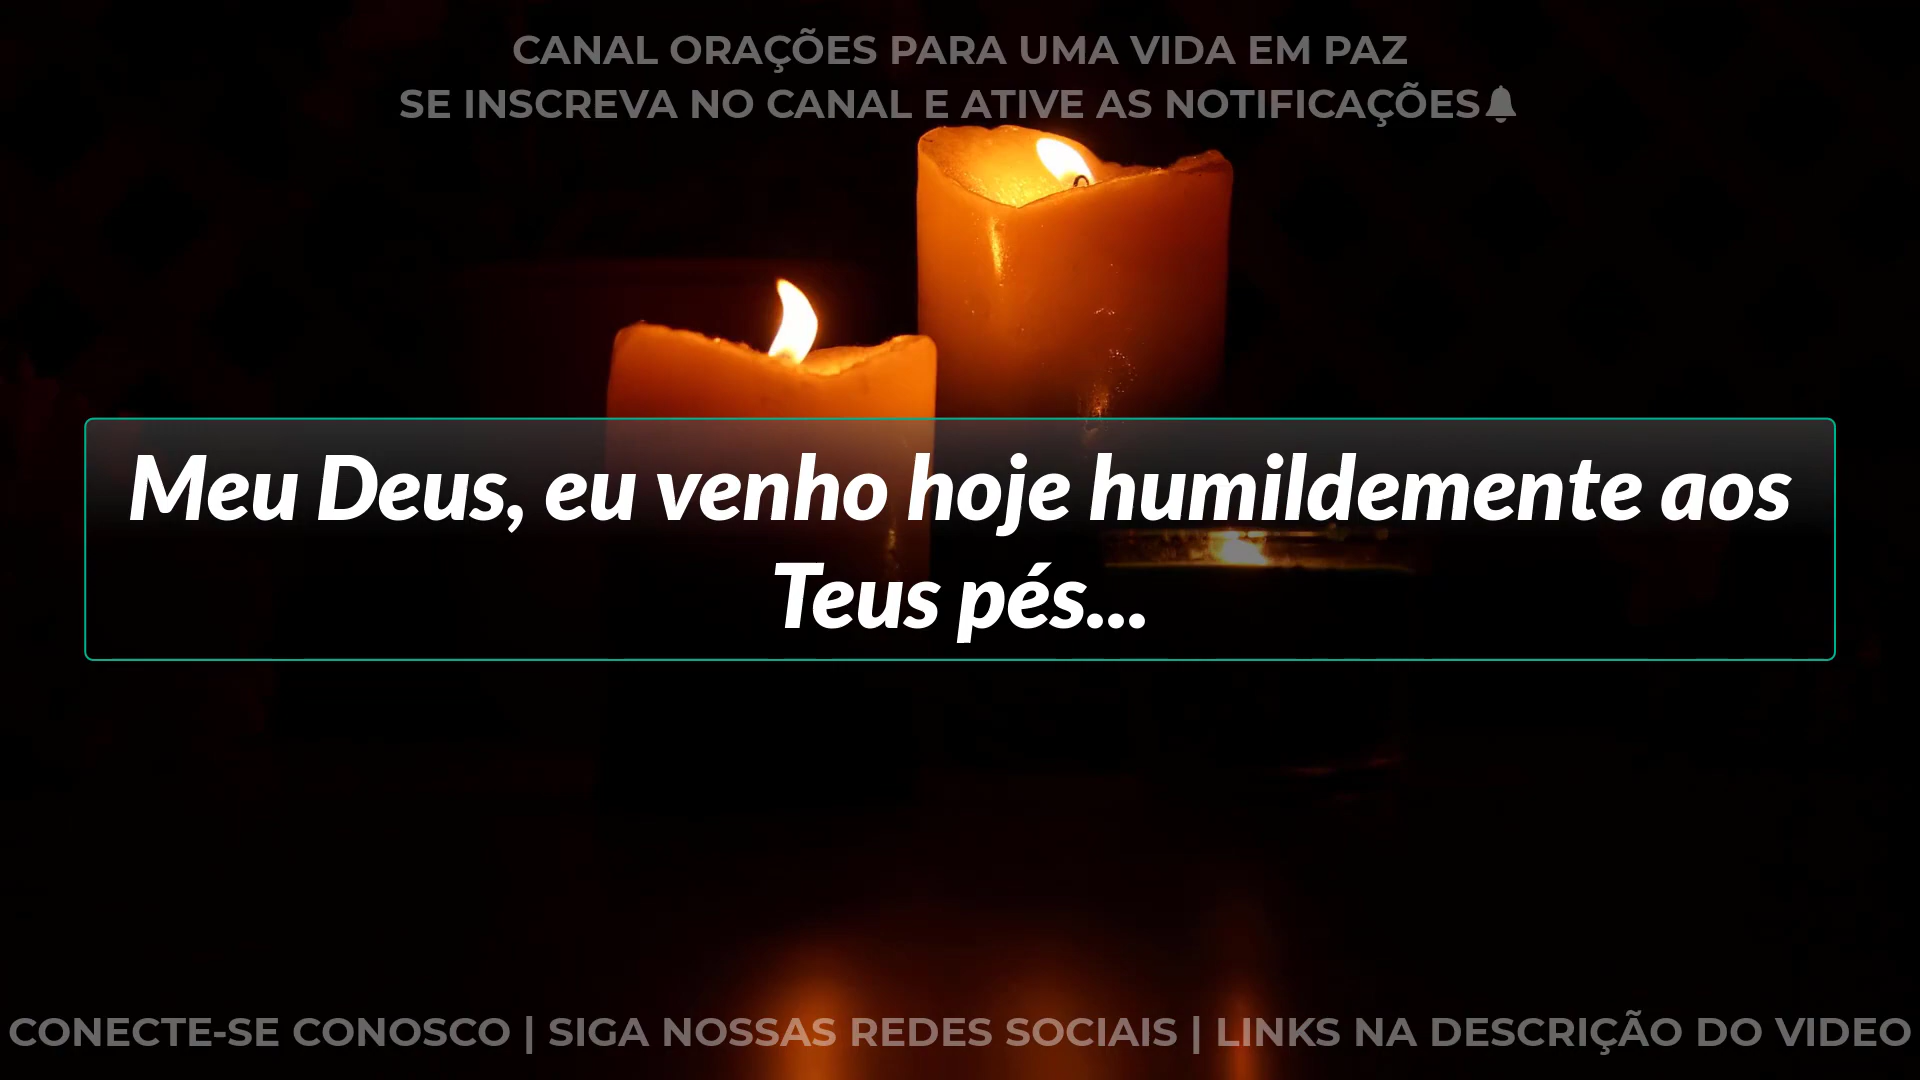 CANAL ORAÇÕES PARA UMA VIDA EM PAZ
SE INSCREVA NO CANAL E ATIVE AS NOTIFICAÇÕES
Meu Deus, eu venho hoje humildemente aos
Teus pés...
CONECTE-SE CONOSCO | SIGA NOSSAS REDES SOCIAIS | LINKS NA DESCRIÇÃO DO VIDEO